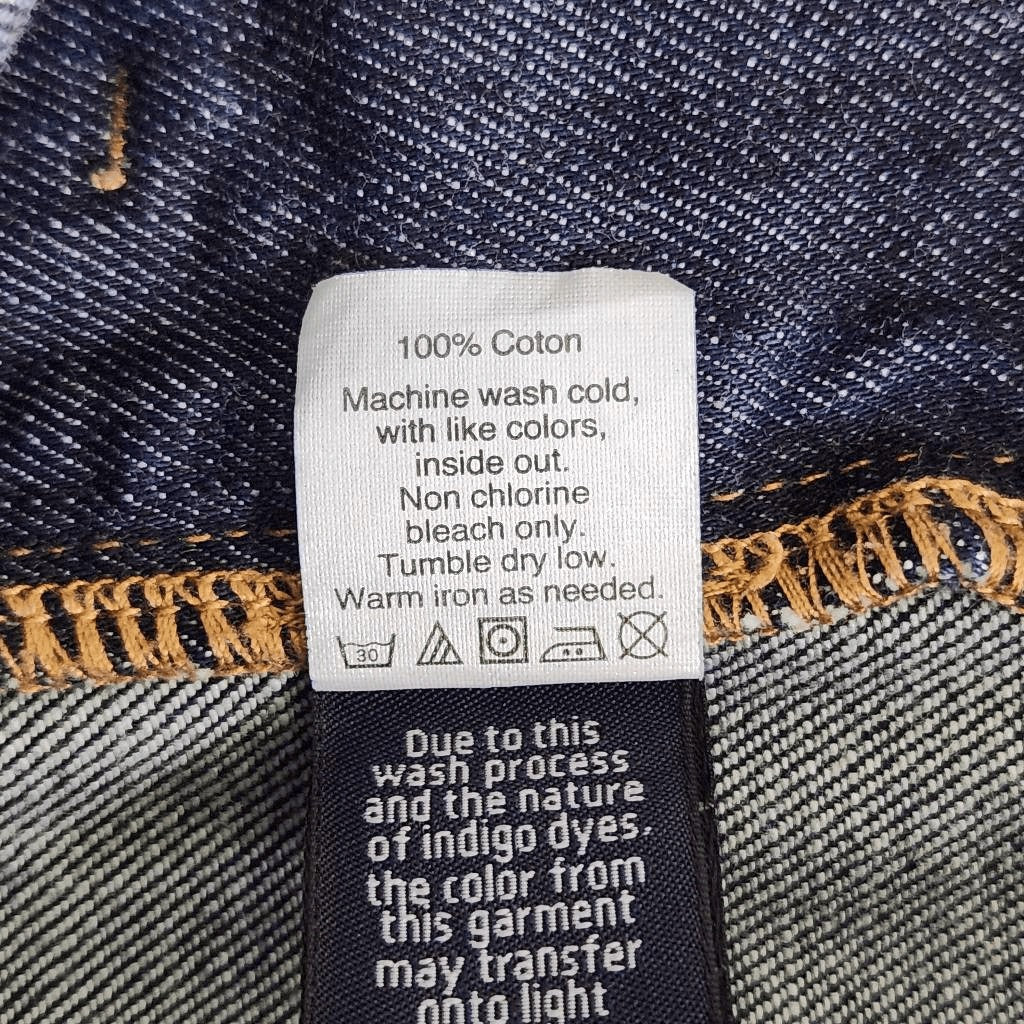 100% Coton
Machine wash cold,
with like colors,
inside out.
Non chlorine
bleach only.
Tumble dry low.
Warm iron as needed.
30
Due to this
wash process
and the nature
of indigo dyes,
the color from
this garment
may transfer
onto light